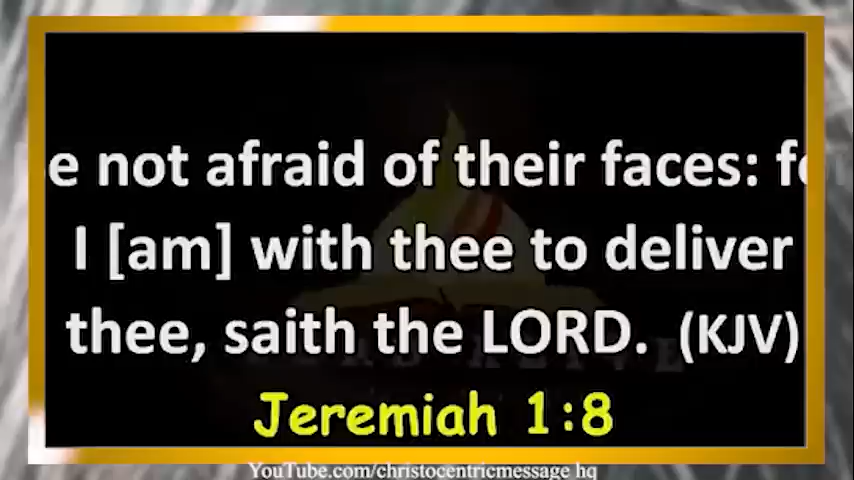 e not afraid of their faces: fo
I [am] with thee to deliver
thee, saith the LORD. (KJV)
Jeremiah 1:8
YouTube.com/christocentricmessage hq